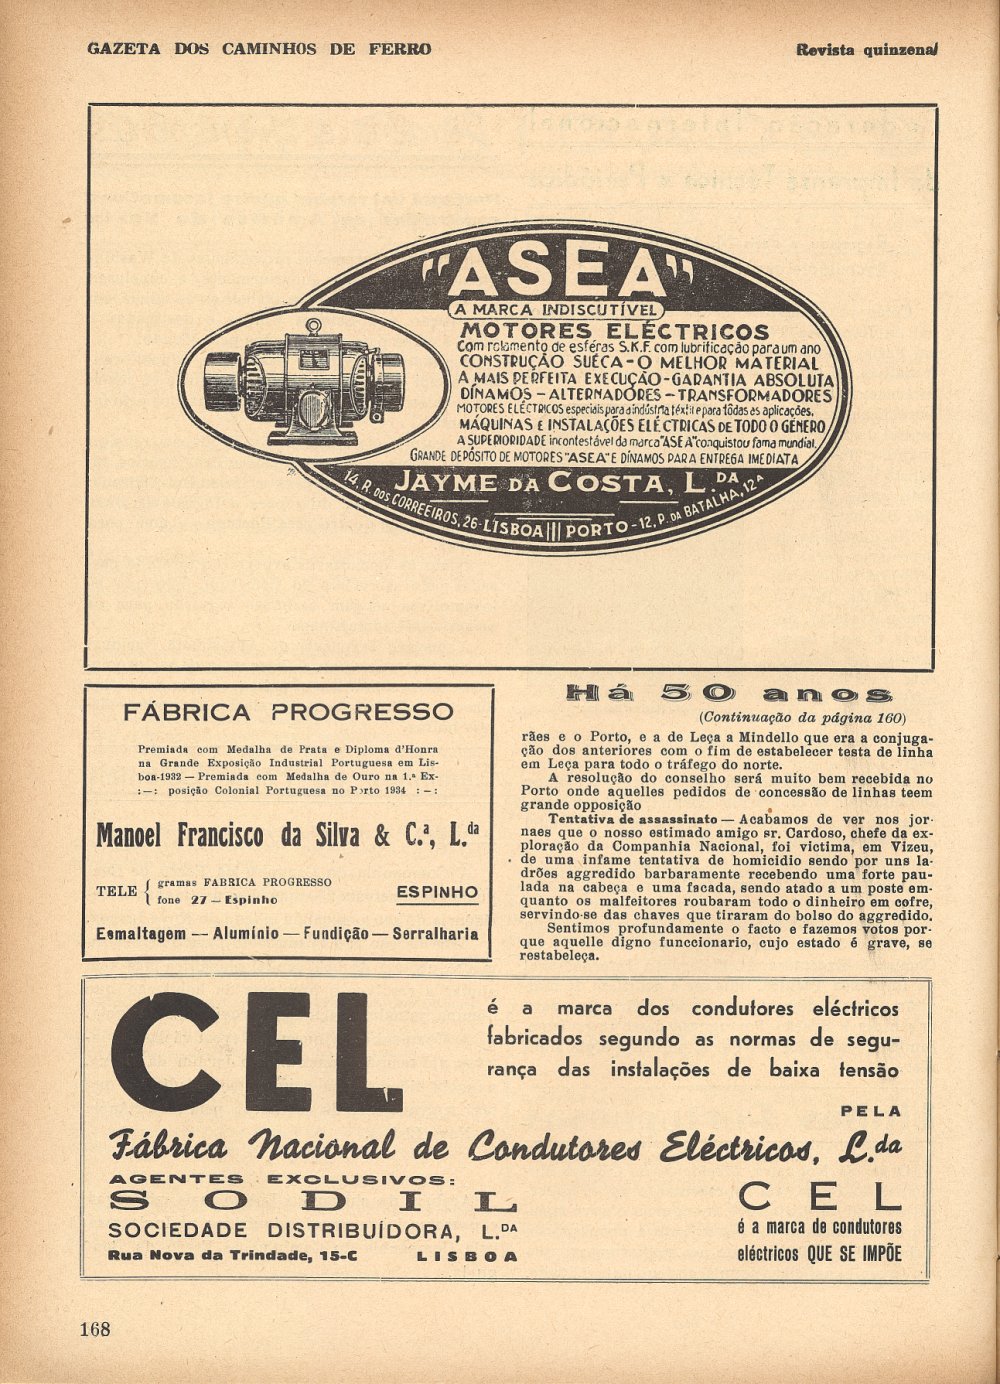 GAZETA DOS CAMINHOS DE FERRO
Revista quinzenal
"ASEA"
A MARCA INDISCUTÍVEL
MOTORES ELÉCTRICOS
Com rolamento de esféras S.K.F. com lubrificação para um ano
CONSTRUÇÃO SUÉCA - O MELHOR MATERIAL
A MAIS PERFEITA EXECUÇÃO - GARANTIA ABSOLUTA
DÍNAMOS - ALTERNADÔRES - TRANSFORMADORES
MOTORES ELÉCTRICOS especiais para a indústria téxtil e para tôdas as aplicações.
MÁQUINAS E INSTALAÇÕES ELÉCTRICAS DE TODO O GÉNERO
A SUPERIORIDADE incontestável da marca "ASEA" conquistou fama mundial.
GRANDE DEPÓSITO DE MOTORES "ASEA" E DÍNAMOS PARA ENTREGA IMEDIATA
JAYME DA COSTA, L.DA
14, R. DOS CORREEIROS, 26 - LISBOA ||| PORTO - 12, P. DA BATALHA, 12A
FÁBRICA PROGRESSO
Premiada com Medalha de Prata e Diploma d'Honra
na Grande Exposição Industrial Portuguesa em Lis-
boa-1932 — Premiada com Medalha de Ouro na 1.ª Ex-
:—: posição Colonial Portuguesa no Porto 1934 :—:
Manoel Francisco da Silva & C.ª, L.da
TELE { gramas FABRICA PROGRESSO
fone 27 — Espinho
ESPINHO
Esmaltagem — Alumínio — Fundição — Serralharia
Há 50 anos
(Continuação da página 160)
rães e o Porto, e a de Leça a Mindello que era a conjuga-
ção dos anteriores com o fim de estabelecer testa de linha
em Leça para todo o tráfego do norte.
A resolução do conselho será muito bem recebida no
Porto onde aquelles pedidos de concessão de linhas teem
grande opposição
Tentativa de assassinato — Acabamos de ver nos jor-
naes que o nosso estimado amigo sr. Cardoso, chefe da ex-
ploração da Companhia Nacional, foi victima, em Vizeu,
de uma infame tentativa de homicidio sendo por uns la-
drões aggredido barbaramente recebendo uma forte pau-
lada na cabeça e uma facada, sendo atado a um poste em-
quanto os malfeitores roubaram todo o dinheiro em cofre,
servindo-se das chaves que tiraram do bolso do aggredido.
Sentimos profundamente o facto e fazemos votos por-
que aquelle digno funccionario, cujo estado é grave, se
restabeleça.
CEL
é a marca dos condutores eléctricos
fabricados segundo as normas de segu-
rança das instalações de baixa tensão
PELA
Fábrica Nacional de Condutores Eléctricos, L.da
AGENTES EXCLUSIVOS:
SODIL
SOCIEDADE DISTRIBUÍDORA, L.DA
Rua Nova da Trindade, 15-C LISBOA
CEL
é a marca de condutores
eléctricos QUE SE IMPÕE
168